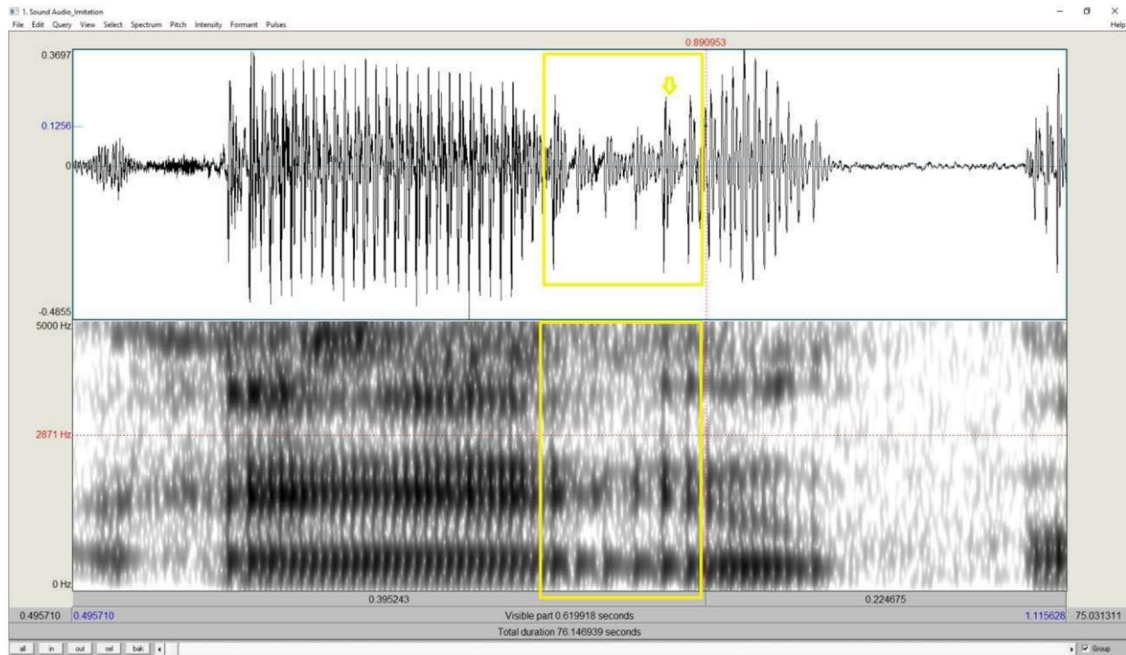 1. Sound Audio_Imitation
File Edit Query View Select Spectrum Pitch Intensity Formant Pulses Help
0.890953
0.3697
0.1256
0
-0.4855
5000 Hz
2871 Hz
0 Hz
0.395243 0.224675
0.495710 0.495710 Visible part 0.619918 seconds 1.115628 75.031311
Total duration 76.146939 seconds
all in out sel bak Group